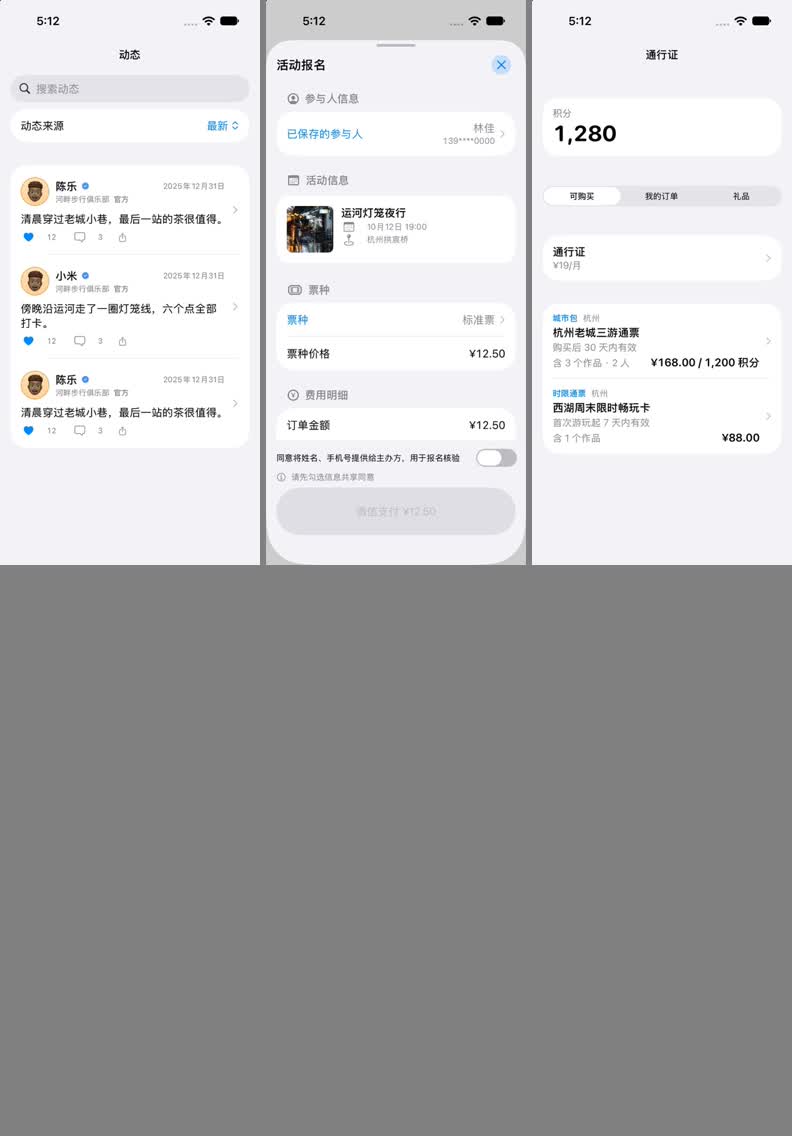 5:12
动态
搜索动态
动态来源
最新
陈乐
2025年12月31日
河畔步行俱乐部 官方
清晨穿过老城小巷，最后一站的茶很值得。
12 3
小米
2025年12月31日
河畔步行俱乐部 官方
傍晚沿运河走了一圈灯笼线，六个点全部
打卡。
12 3
陈乐
2025年12月31日
河畔步行俱乐部 官方
清晨穿过老城小巷，最后一站的茶很值得。
12 3
5:12
活动报名
参与人信息
已保存的参与人
林佳
139****0000
活动信息
运河灯笼夜行
10月12日 19:00
杭州拱宸桥
票种
票种
标准票
票种价格
¥12.50
费用明细
订单金额
¥12.50
同意将姓名、手机号提供给主办方，用于报名核验
请先勾选信息共享同意
微信支付 ¥12.50
5:12
通行证
积分
1,280
可购买
我的订单
礼品
通行证
¥19/月
城市包 杭州
杭州老城三游通票
购买后 30 天内有效
含 3 个作品 · 2 人
¥168.00 / 1,200 积分
时限通票 杭州
西湖周末限时畅玩卡
首次游玩起 7 天内有效
含 1 个作品
¥88.00